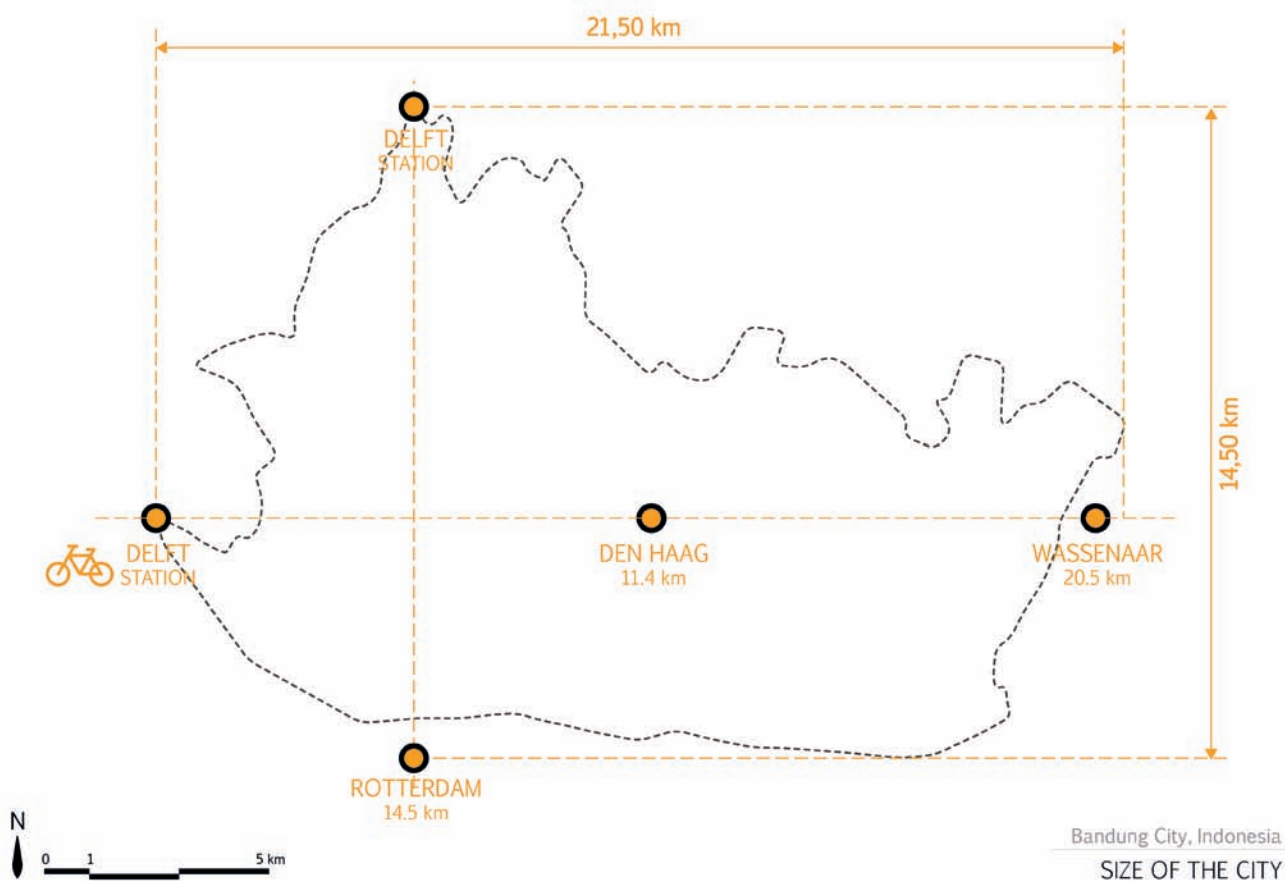 21,50 km
DELFT
STATION
14,50 km
DELFT
STATION
DEN HAAG
11.4 km
WASSENAAR
20.5 km
ROTTERDAM
14.5 km
N
0 1 5 km
Bandung City, Indonesia
SIZE OF THE CITY